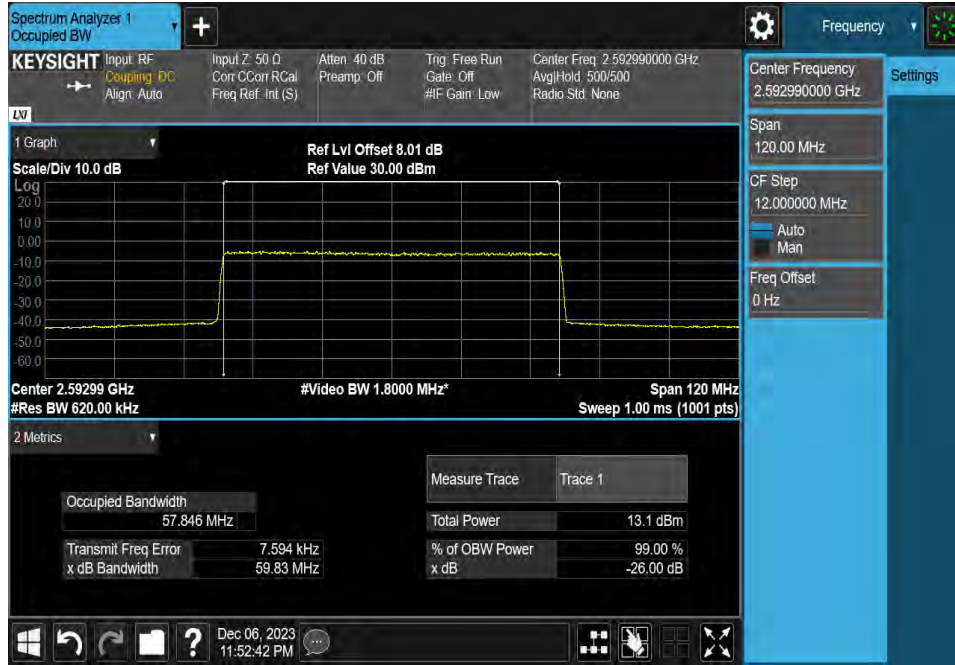 Spectrum Analyzer 1
Occupied BW
+
Frequency
KEYSIGHT
LXI
Input: RF
Coupling: DC
Align: Auto
Input Z: 50 Ω
Corr CCorr RCal
Freq Ref: Int (S)
Atten: 40 dB
Preamp: Off
Trig: Free Run
Gate: Off
#IF Gain: Low
Center Freq: 2.592990000 GHz
Avg|Hold: 500/500
Radio Std: None
Center Frequency
2.592990000 GHz
Settings
Span
120.00 MHz
CF Step
12.000000 MHz
Auto
Man
Freq Offset
0 Hz
1 Graph
Scale/Div 10.0 dB
Ref Lvl Offset 8.01 dB
Ref Value 30.00 dBm
Log
20.0
10.0
0.00
-10.0
-20.0
-30.0
-40.0
-50.0
-60.0
Center 2.59299 GHz
#Video BW 1.8000 MHz*
Span 120 MHz
#Res BW 620.00 kHz
Sweep 1.00 ms (1001 pts)
2 Metrics
Measure Trace
Trace 1
Occupied Bandwidth
57.846 MHz
Total Power
13.1 dBm
Transmit Freq Error
7.594 kHz
% of OBW Power
99.00 %
x dB Bandwidth
59.83 MHz
x dB
-26.00 dB
?
Dec 06, 2023
11:52:42 PM